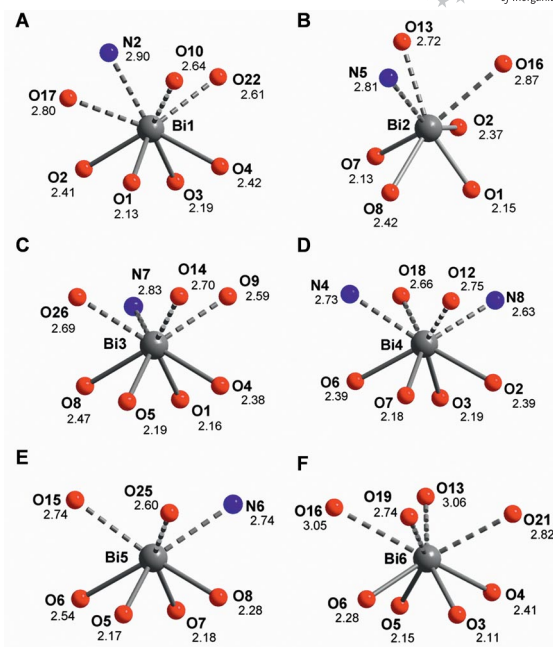 of Inorgani
A
N2
2.90
O10
2.64
O22
2.61
O17
2.80
Bi1
O2
2.41
O1
2.13
O3
2.19
O4
2.42
B
O13
2.72
N5
2.81
O16
2.87
Bi2
O2
2.37
O7
2.13
O8
2.42
O1
2.15
C
N7
2.83
O14
2.70
O9
2.59
O26
2.69
Bi3
O8
2.47
O5
2.19
O1
2.16
O4
2.38
D
N4
2.73
O18
2.66
O12
2.75
N8
2.63
Bi4
O6
2.39
O7
2.18
O3
2.19
O2
2.39
E
O15
2.74
O25
2.60
N6
2.74
Bi5
O6
2.54
O5
2.17
O7
2.18
O8
2.28
F
O16
3.05
O19
2.74
O13
3.06
O21
2.82
Bi6
O6
2.28
O5
2.15
O3
2.11
O4
2.41